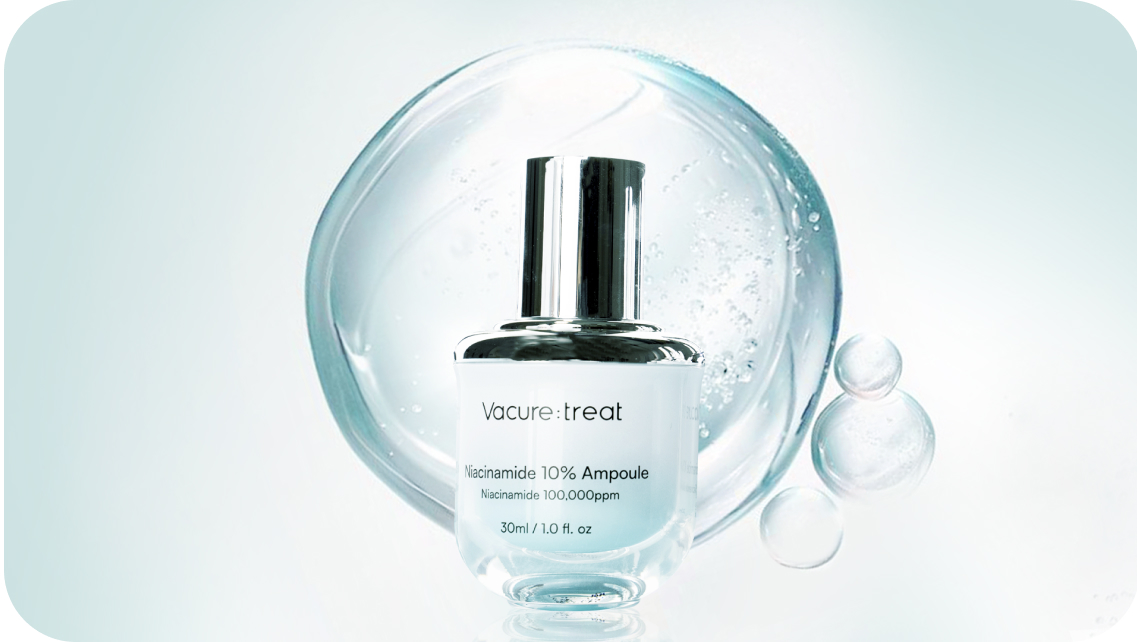 Vacure:treat
Niacinamide 10% Ampoule
Niacinamide 100,000ppm
30ml / 1.0 fl. oz